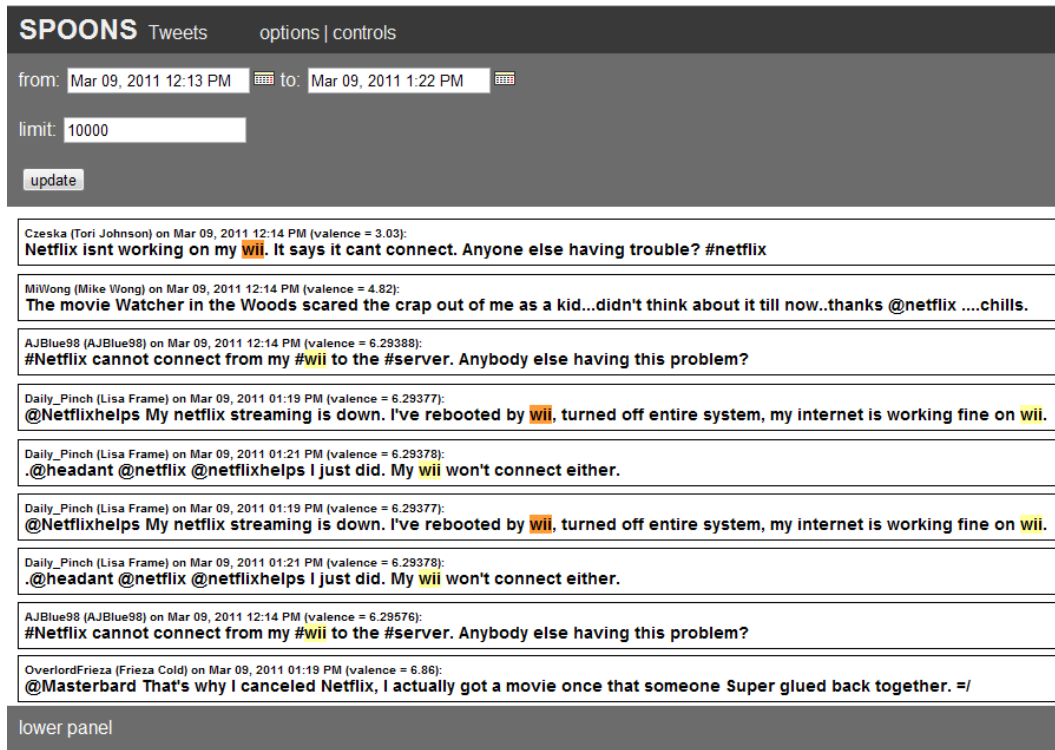 SPOONS Tweets options | controls
from: Mar 09, 2011 12:13 PM to: Mar 09, 2011 1:22 PM
limit: 10000
update
Czeska (Tori Johnson) on Mar 09, 2011 12:14 PM (valence = 3.03):
Netflix isnt working on my wii. It says it cant connect. Anyone else having trouble? #netflix
MiWong (Mike Wong) on Mar 09, 2011 12:14 PM (valence = 4.82):
The movie Watcher in the Woods scared the crap out of me as a kid...didn't think about it till now..thanks @netflix ....chills.
AJBlue98 (AJBlue98) on Mar 09, 2011 12:14 PM (valence = 6.29388):
#Netflix cannot connect from my #wii to the #server. Anybody else having this problem?
Daily_Pinch (Lisa Frame) on Mar 09, 2011 01:19 PM (valence = 6.29377):
@Netflixhelps My netflix streaming is down. I've rebooted by wii, turned off entire system, my internet is working fine on wii.
Daily_Pinch (Lisa Frame) on Mar 09, 2011 01:21 PM (valence = 6.29378):
.@headant @netflix @netflixhelps I just did. My wii won't connect either.
Daily_Pinch (Lisa Frame) on Mar 09, 2011 01:19 PM (valence = 6.29377):
@Netflixhelps My netflix streaming is down. I've rebooted by wii, turned off entire system, my internet is working fine on wii.
Daily_Pinch (Lisa Frame) on Mar 09, 2011 01:21 PM (valence = 6.29378):
.@headant @netflix @netflixhelps I just did. My wii won't connect either.
AJBlue98 (AJBlue98) on Mar 09, 2011 12:14 PM (valence = 6.29576):
#Netflix cannot connect from my #wii to the #server. Anybody else having this problem?
OverlordFrieza (Frieza Cold) on Mar 09, 2011 01:19 PM (valence = 6.86):
@Masterbard That's why I canceled Netflix, I actually got a movie once that someone Super glued back together. =/
lower panel